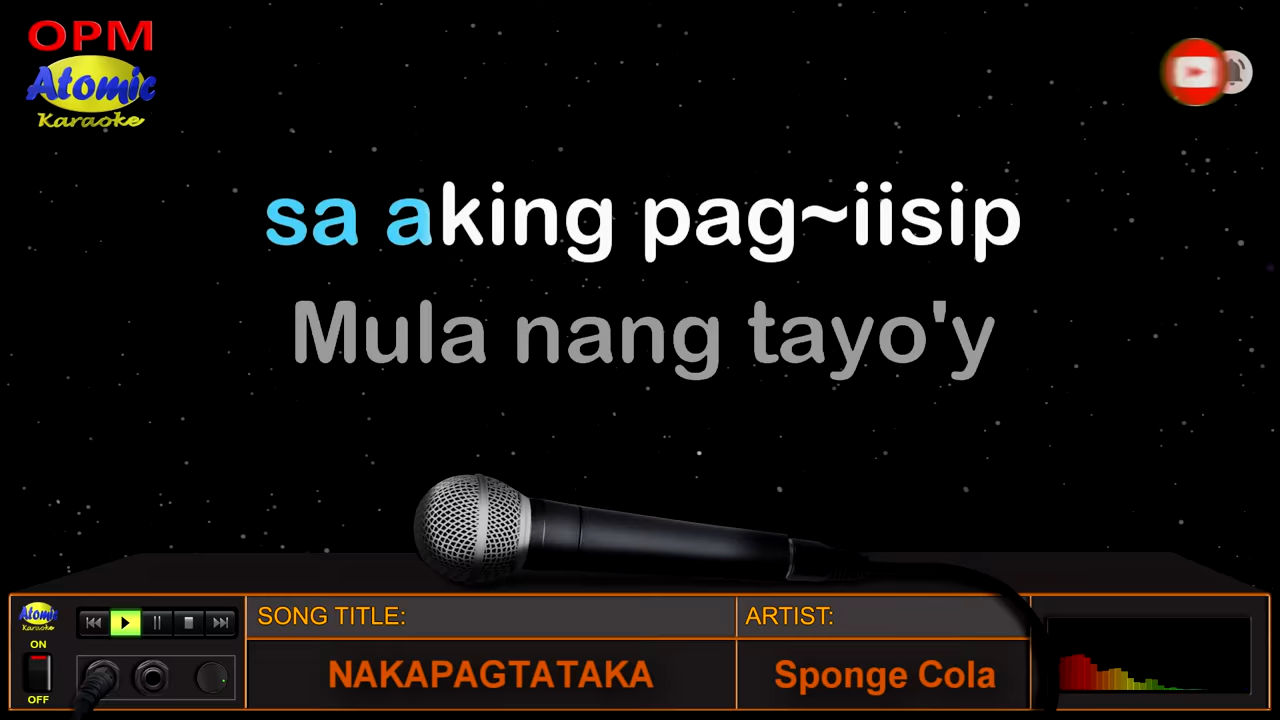 OPM
Atomic
Karaoke
sa aking pag~iisip
Mula nang tayo'y
Atomic
Karaoke
ON
OFF
SONG TITLE:
ARTIST:
NAKAPAGTATAKA
Sponge Cola